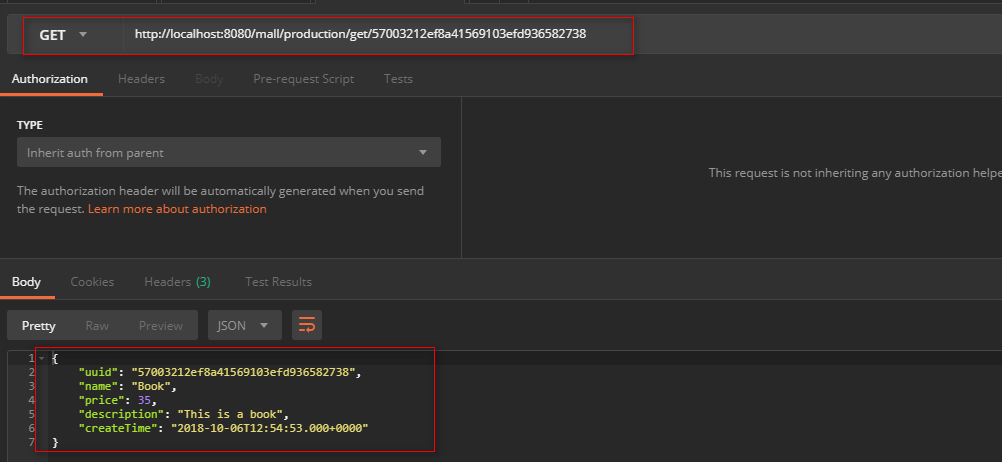 GET http://localhost:8080/mall/production/get/57003212ef8a41569103efd936582738
Authorization Headers Body Pre-request Script Tests
TYPE
Inherit auth from parent
The authorization header will be automatically generated when you send
the request. Learn more about authorization
This request is not inheriting any authorization helpe
Body Cookies Headers (3) Test Results
Pretty Raw Preview JSON
1 {
2 "uuid": "57003212ef8a41569103efd936582738",
3 "name": "Book",
4 "price": 35,
5 "description": "This is a book",
6 "createTime": "2018-10-06T12:54:53.000+0000"
7 }